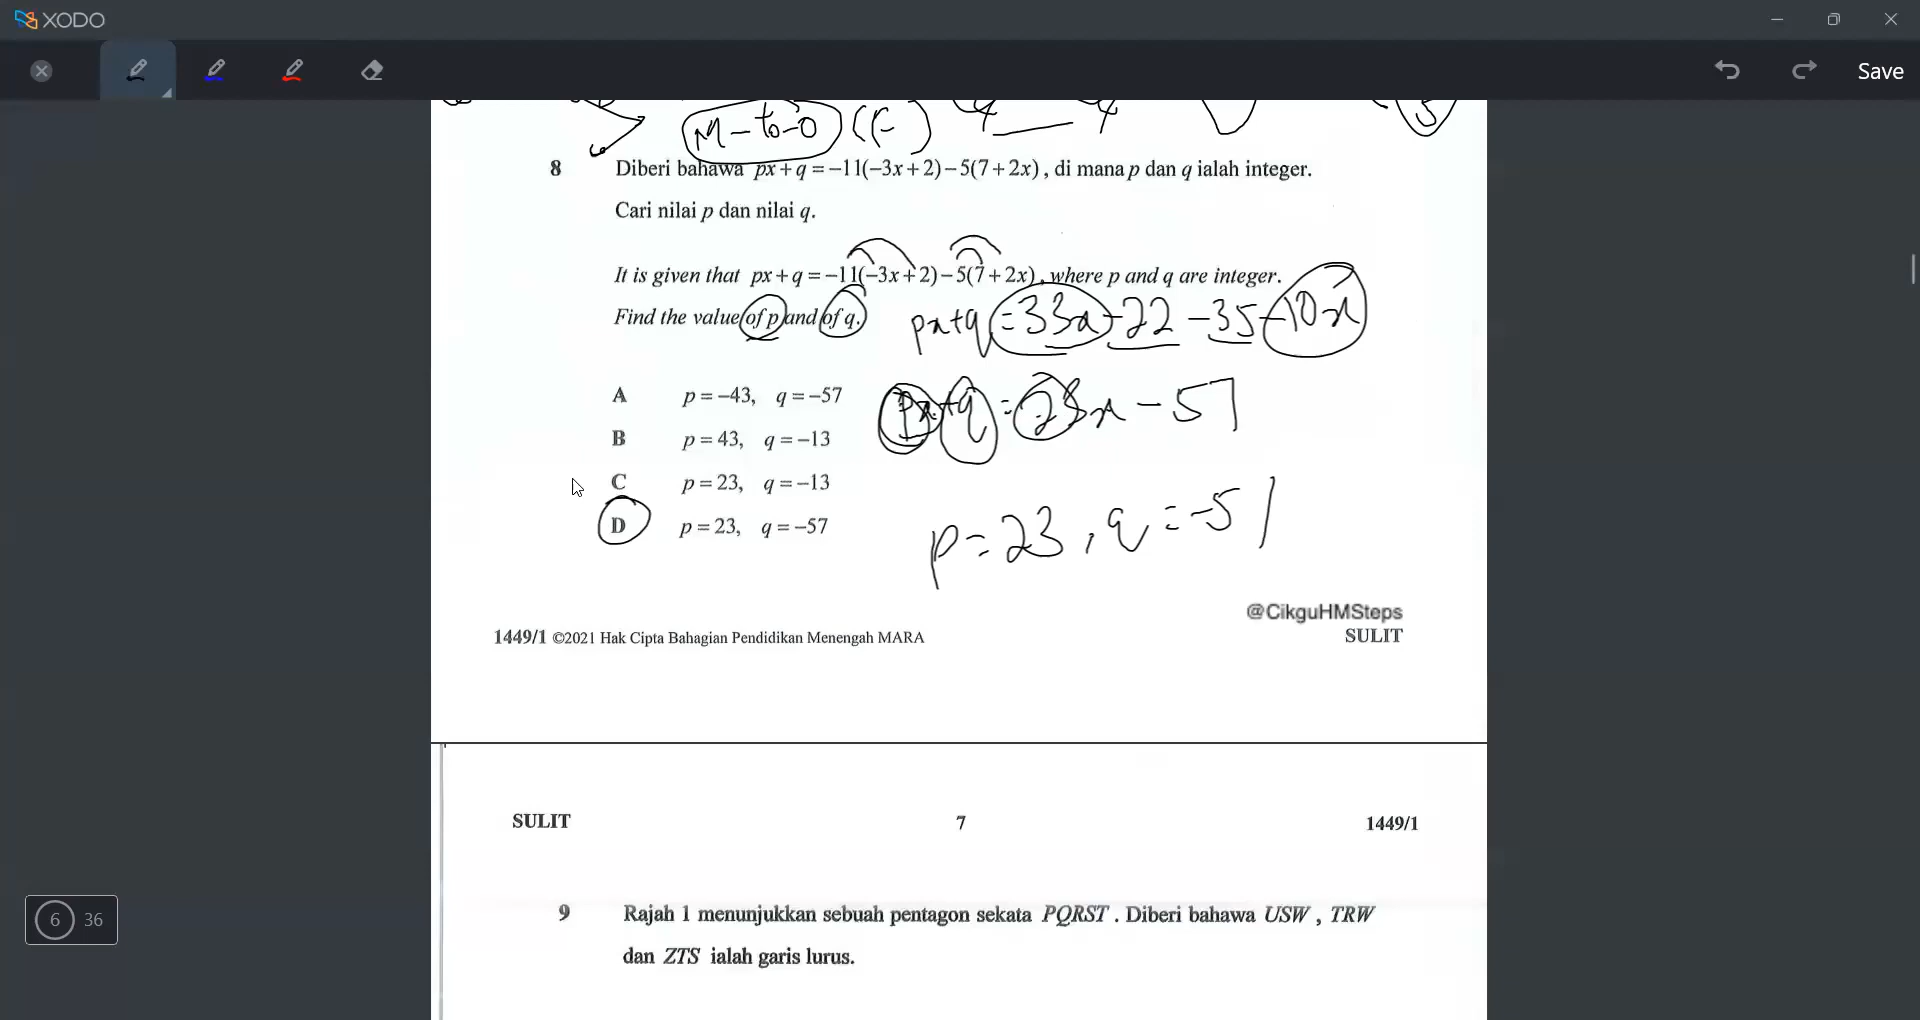 XODO
Save
M-to-o
8 Diberi bahawa px + q = −11(−3x + 2) − 5(7 + 2x), di mana p dan q ialah integer.
Cari nilai p dan nilai q.
It is given that px + q = −11(−3x + 2) − 5(7 + 2x), where p and q are integer.
Find the value of p and of q.
px+q = 33x - 22 - 35 - 10x
A p = −43, q = −57
px+q = 23x - 57
B p = 43, q = −13
C p = 23, q = −13
D p = 23, q = −57
p = 23, q = -57
@CikguHMSteps
1449/1 ©2021 Hak Cipta Bahagian Pendidikan Menengah MARA
SULIT
SULIT 7 1449/1
6 36
9 Rajah 1 menunjukkan sebuah pentagon sekata PQRST. Diberi bahawa USW, TRW
dan ZTS ialah garis lurus.